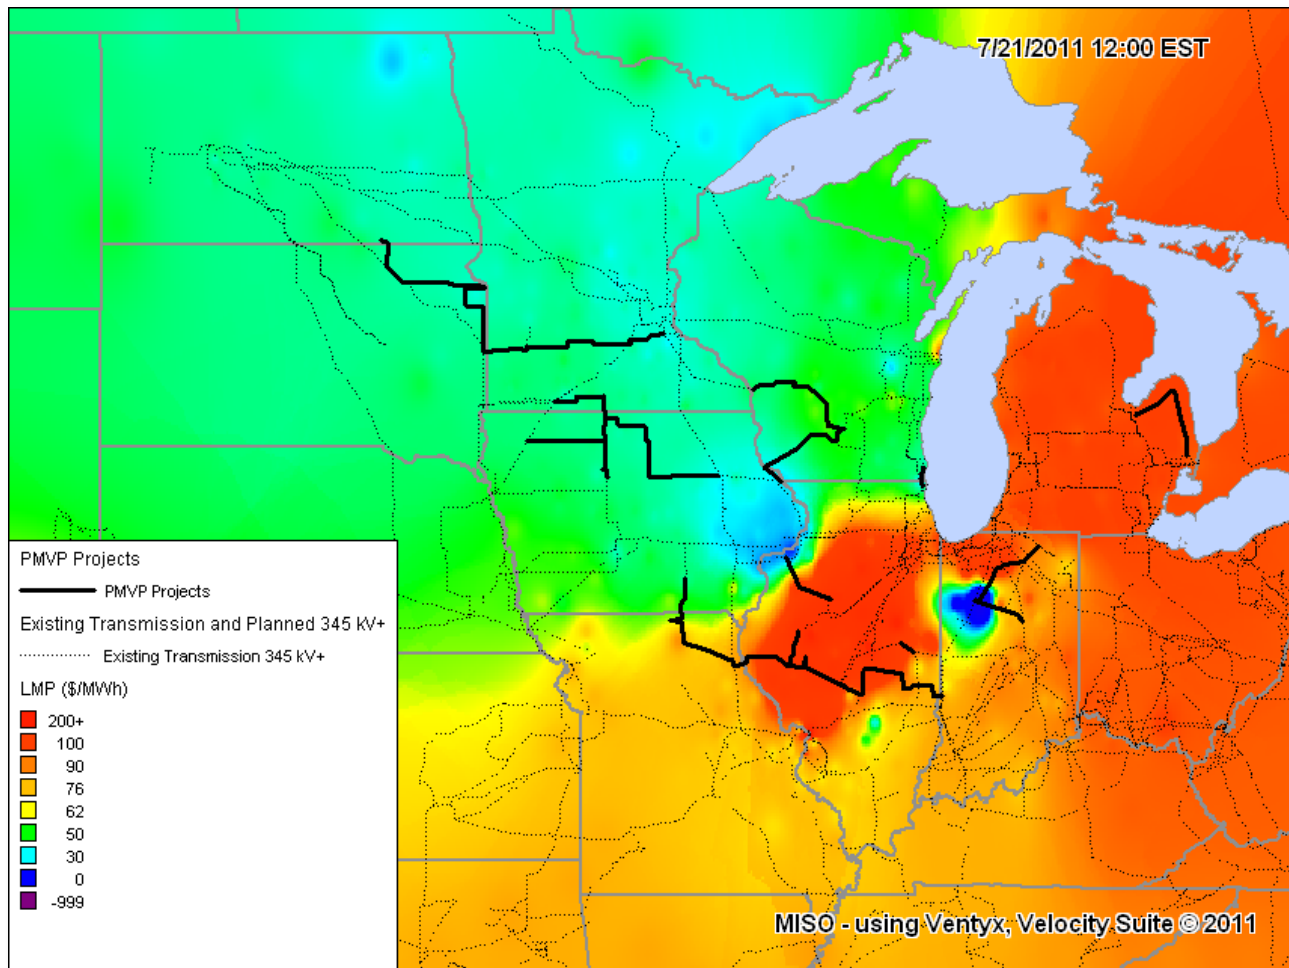 7/21/2011 12:00 EST
PMVP Projects
PMVP Projects
Existing Transmission and Planned 345 kV+
Existing Transmission 345 kV+
LMP ($/MWh)
200+
100
90
76
62
50
30
0
-999
MISO - using Ventyx, Velocity Suite © 2011